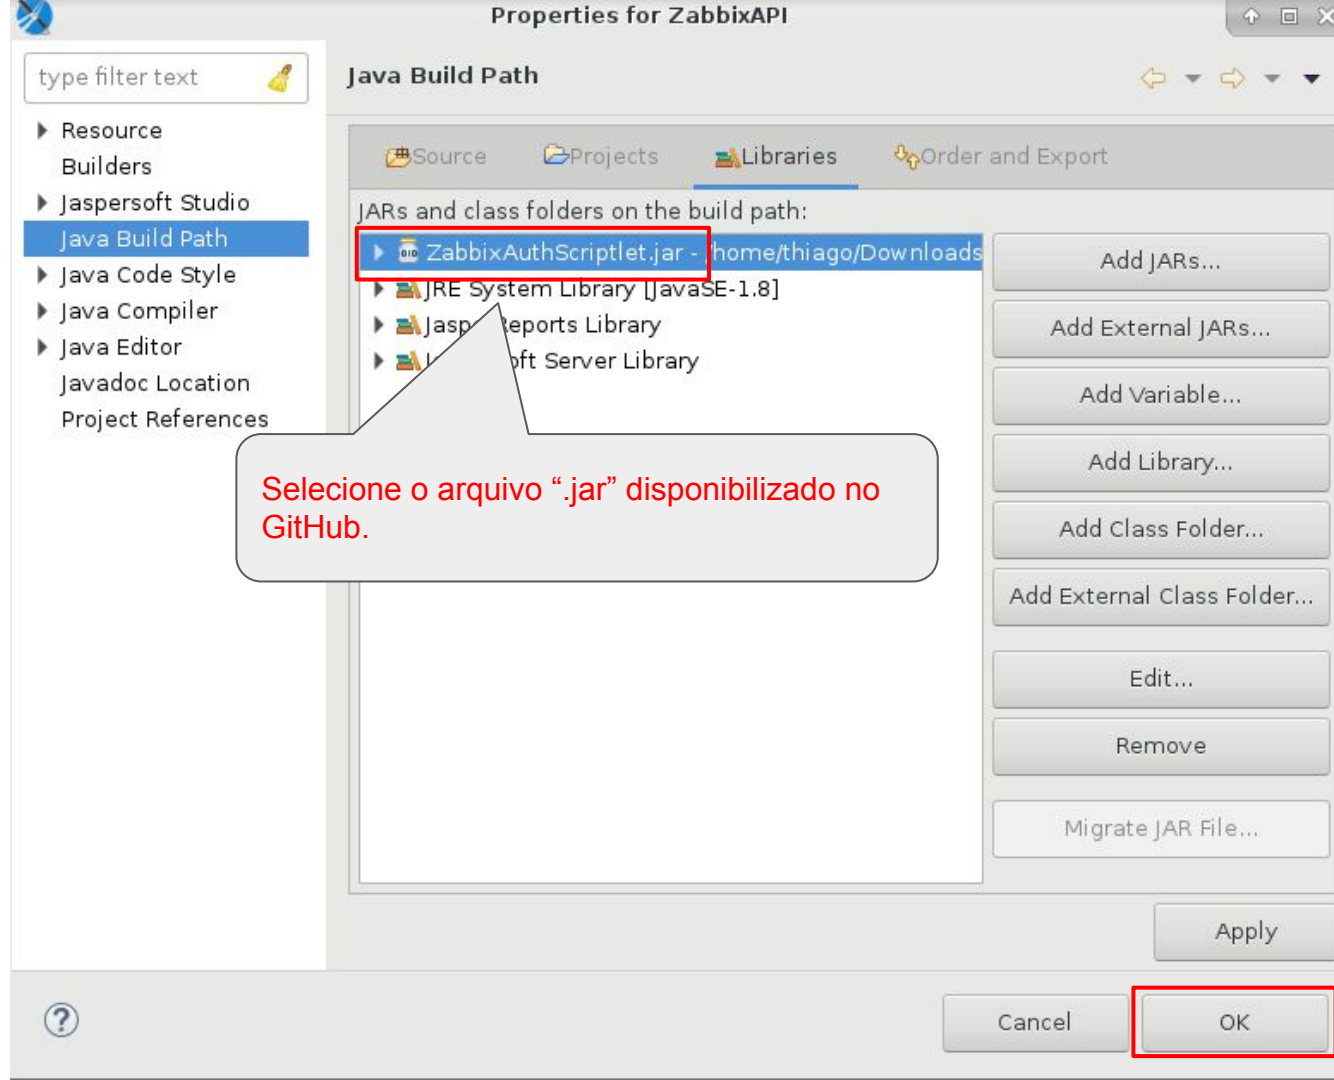 Properties for ZabbixAPI
type filter text
Java Build Path
Resource
Builders
Jaspersoft Studio
Java Build Path
Java Code Style
Java Compiler
Java Editor
Javadoc Location
Project References
Source
Projects
Libraries
Order and Export
JARs and class folders on the build path:
ZabbixAuthScriptlet.jar - /home/thiago/Downloads
JRE System Library [JavaSE-1.8]
Library
Server Library
Selecione o arquivo “.jar” disponibilizado no
GitHub.
Add JARs...
Add External JARs...
Add Variable...
Add Library...
Add Class Folder...
Add External Class Folder...
Edit...
Remove
Migrate JAR File...
Apply
Cancel
OK